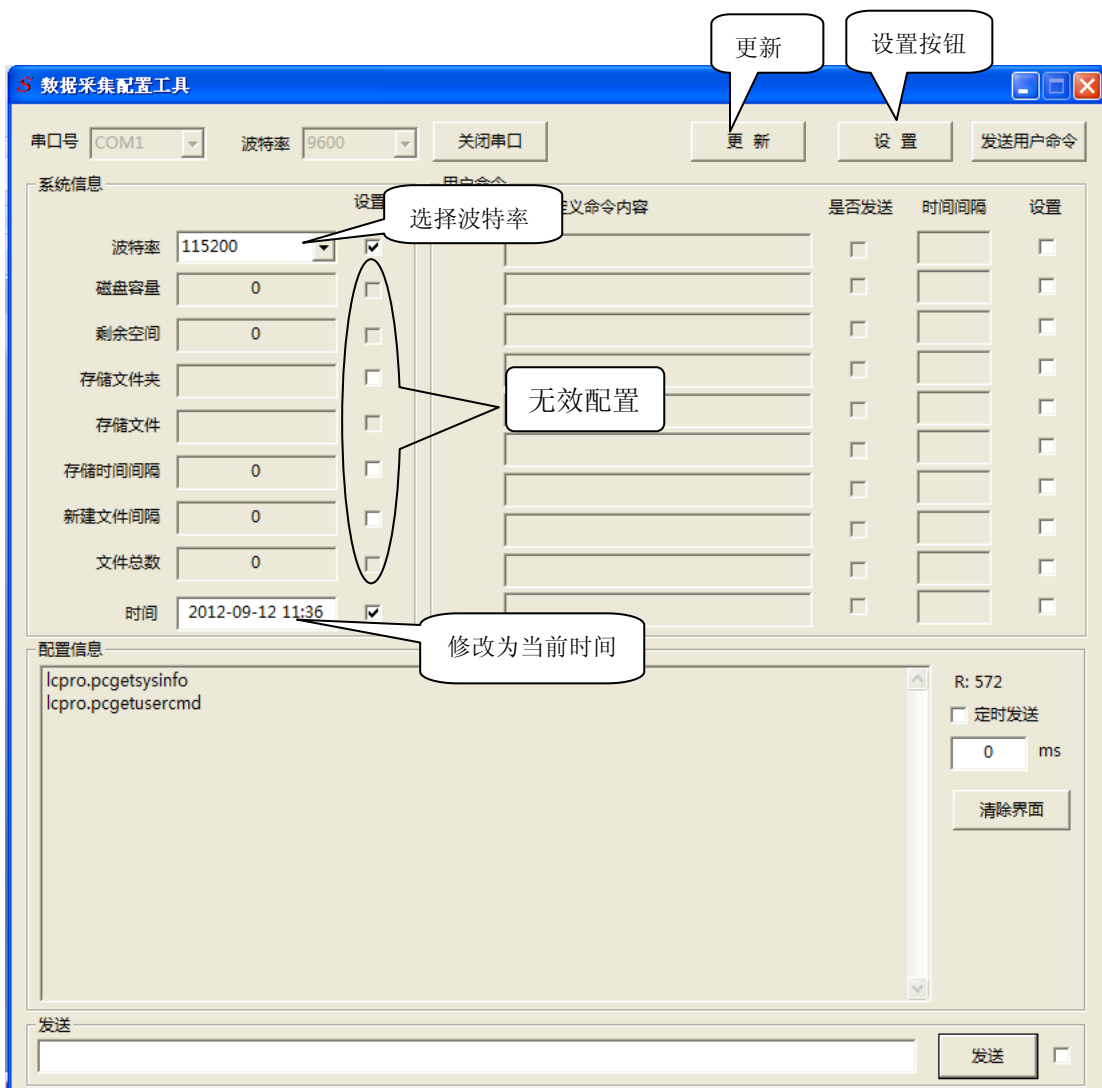 更新
设置按钮
S 数据采集配置工具
串口号 COM1 波特率 9600 关闭串口 更 新 设 置 发送用户命令
系统信息
设置
选择波特率
义命令内容 是否发送 时间间隔 设置
波特率 115200
磁盘容量 0
剩余空间 0
存储文件夹
无效配置
存储文件
存储时间间隔 0
新建文件间隔 0
文件总数 0
时间 2012-09-12 11:36
修改为当前时间
配置信息
lcpro.pcgetsysinfo
lcpro.pcgetusercmd
R: 572
定时发送
0 ms
清除界面
发送
发送